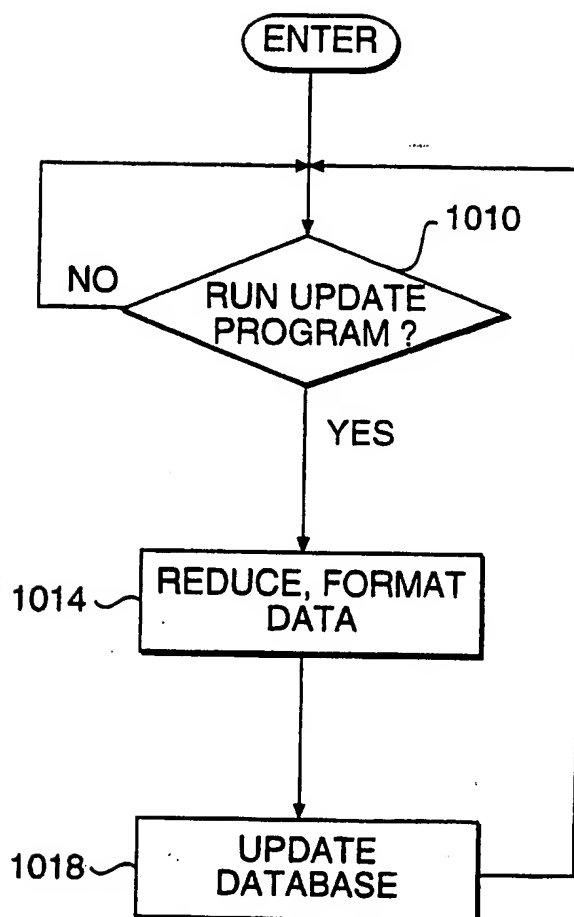 ENTER
1010
NO
RUN UPDATE
PROGRAM ?
YES
1014
REDUCE, FORMAT
DATA
1018
UPDATE
DATABASE